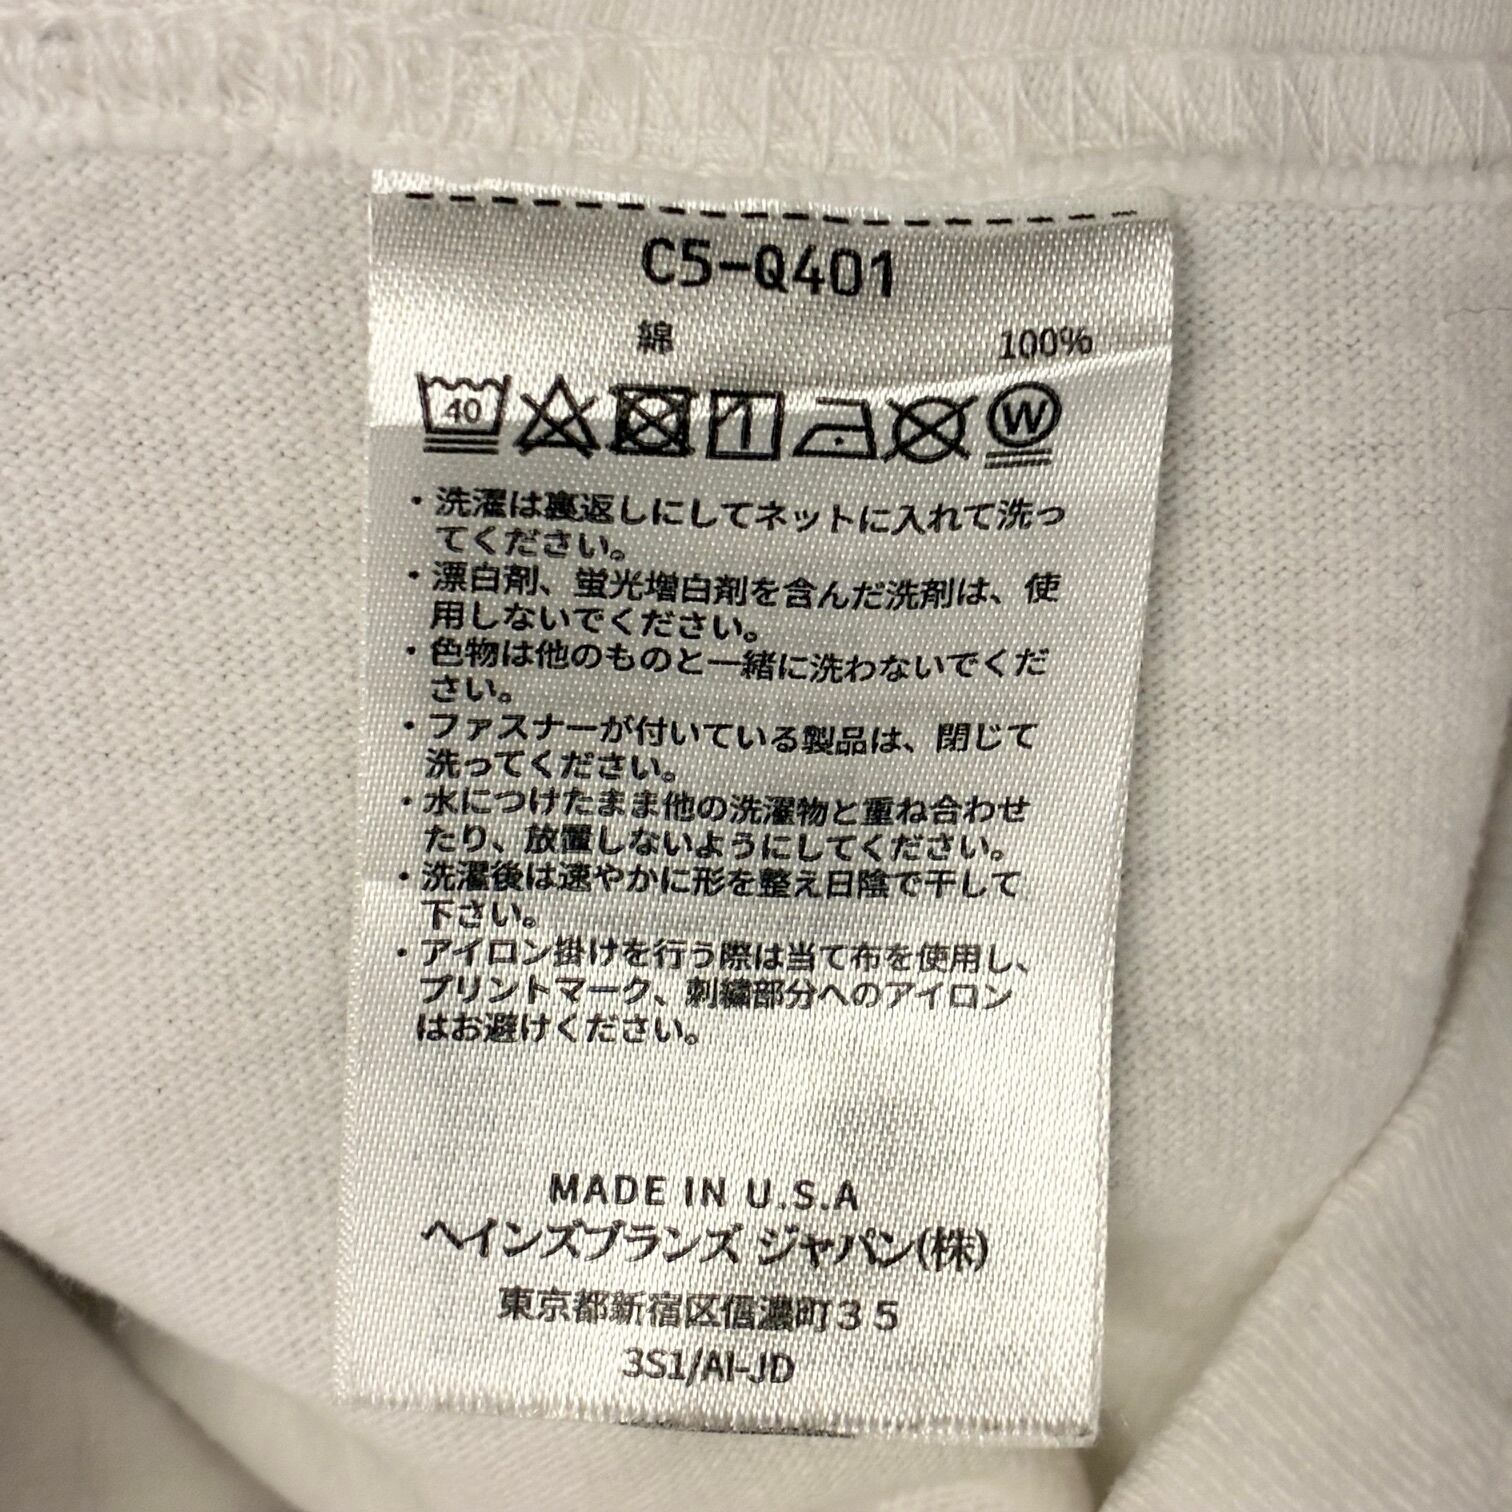 C5-Q401
綿 100%
40 W
・洗濯は裏返しにしてネットに入れて洗っ
てください。
・漂白剤、蛍光増白剤を含んだ洗剤は、使
用しないでください。
・色物は他のものと一緒に洗わないでくだ
さい。
・ファスナーが付いている製品は、閉じて
洗ってください。
・水につけたまま他の洗濯物と重ね合わせ
たり、放置しないようにしてください。
・洗濯後は速やかに形を整え日陰で干して
下さい。
・アイロン掛けを行う際は当て布を使用し、
プリントマーク、刺繍部分へのアイロン
はお避けください。
MADE IN U.S.A
ヘインズブランズ ジャパン(株)
東京都新宿区信濃町３５
3S1/AI-JD